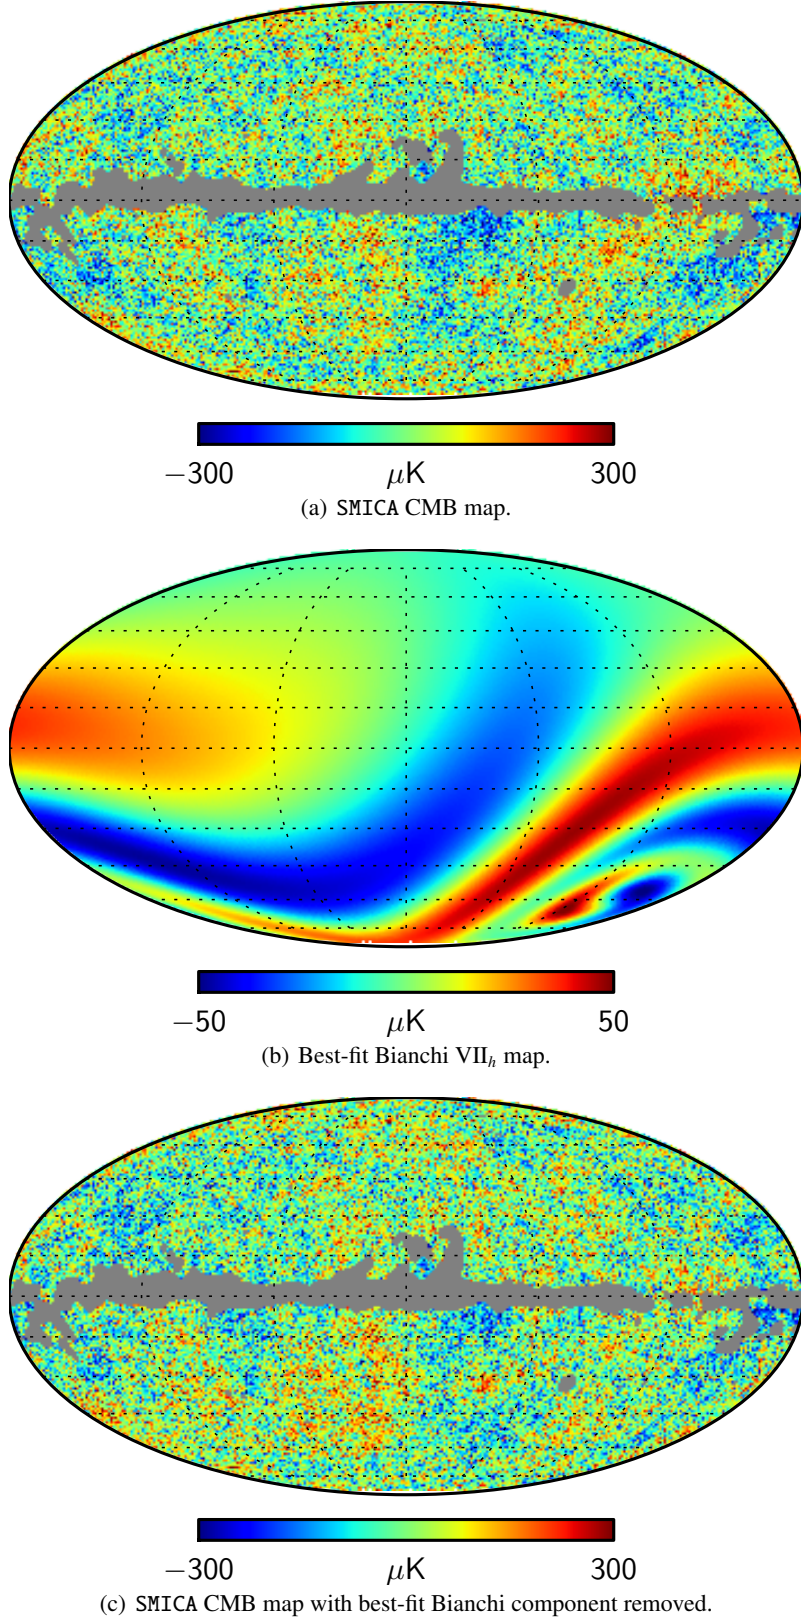 −300 μK 300
(a) SMICA CMB map.
−50 μK 50
(b) Best-fit Bianchi VIIₕ map.
−300 μK 300
(c) SMICA CMB map with best-fit Bianchi component removed.